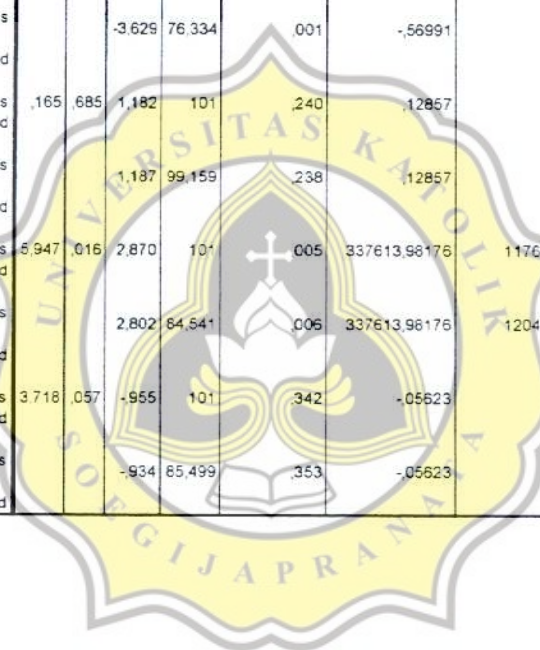 s
-3,629 76,334 ,001 -,56991
d
s ,165 ,685 1,182 101 ,240 ,12857
d
s 1,187 99,159 ,238 ,12857
d
s 5,947 ,016 2,870 101 ,005 337613,98176 1176
d
s 2,802 84,541 ,006 337613,98176 1204
d
s 3,718 ,057 -,955 101 ,342 -,05623
d
s -,934 85,499 ,353 -,05623
d
UNIVERSITAS KATOLIK
SOEGIJAPRANATA